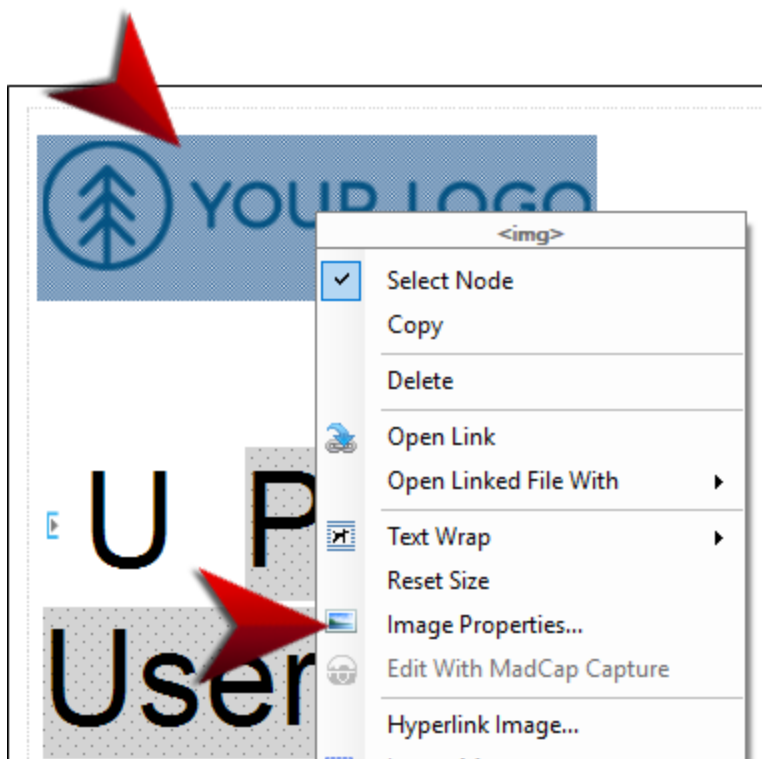 YOUR LOGO
<img>
Select Node
Copy
Delete
Open Link
Open Linked File With
U P
Text Wrap
Reset Size
User
Image Properties...
Edit With MadCap Capture
Hyperlink Image...